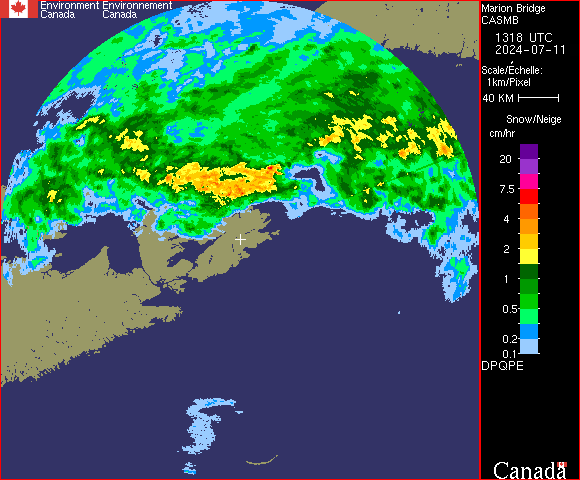 Environment Environnement
Canada Canada
Marion Bridge
CASMB
1318 UTC
2024-07-11
Scale/Echelle:
1km/Pixel
40 KM
Snow/Neige
cm/hr
20
7.5
4
2
1
0.5
0.2
0.1
DPQPE
Canada